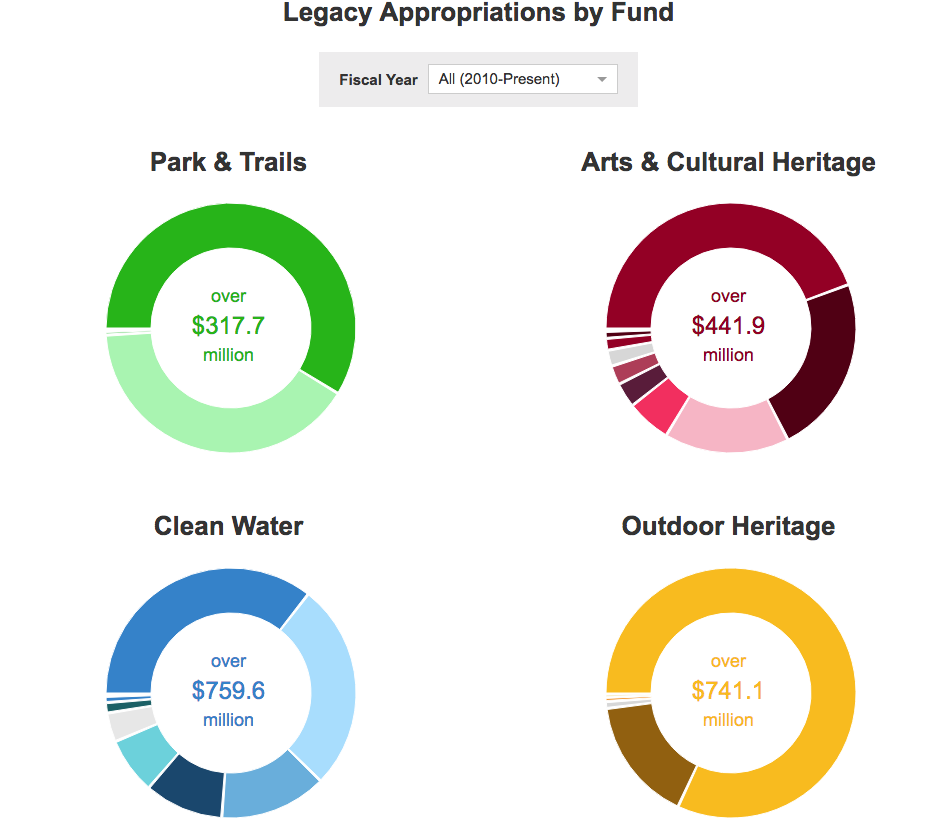 Legacy Appropriations by Fund
Fiscal Year All (2010-Present)
Park & Trails
over
$317.7
million
Arts & Cultural Heritage
over
$441.9
million
Clean Water
over
$759.6
million
Outdoor Heritage
over
$741.1
million